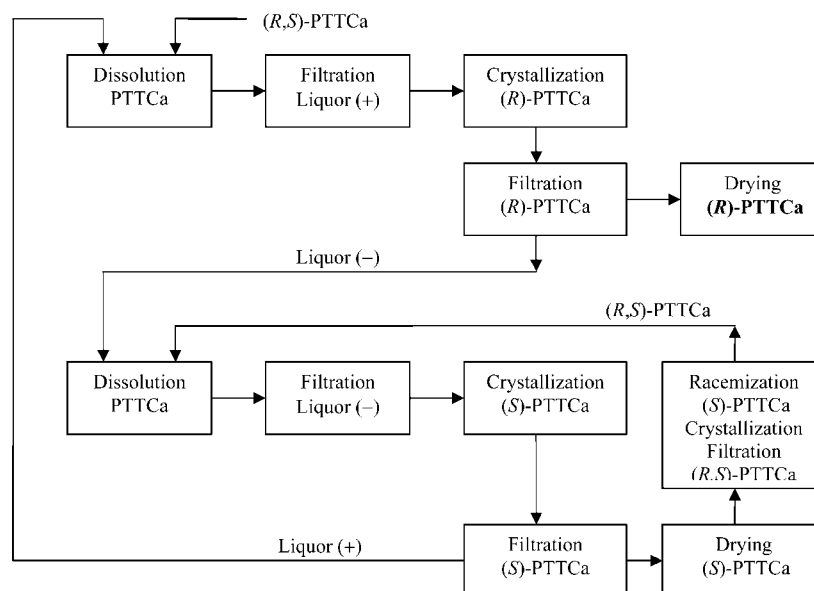 (R,S)-PTTCa
Dissolution
PTTCa
Filtration
Liquor (+)
Crystallization
(R)-PTTCa
Filtration
(R)-PTTCa
Drying
(R)-PTTCa
Liquor (−)
(R,S)-PTTCa
Dissolution
PTTCa
Filtration
Liquor (−)
Crystallization
(S)-PTTCa
Racemization
(S)-PTTCa
Crystallization
Filtration
(R,S)-PTTCa
Liquor (+)
Filtration
(S)-PTTCa
Drying
(S)-PTTCa